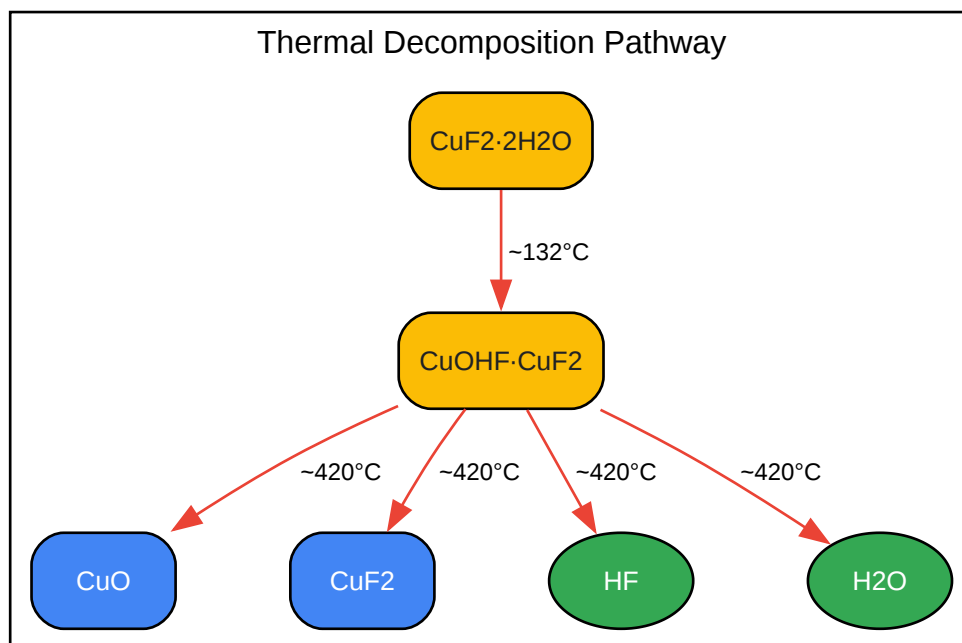 Thermal Decomposition Pathway
CuF2·2H2O
~132°C
CuOHF·CuF2
~420°C ~420°C ~420°C ~420°C
CuO CuF2 HF H2O